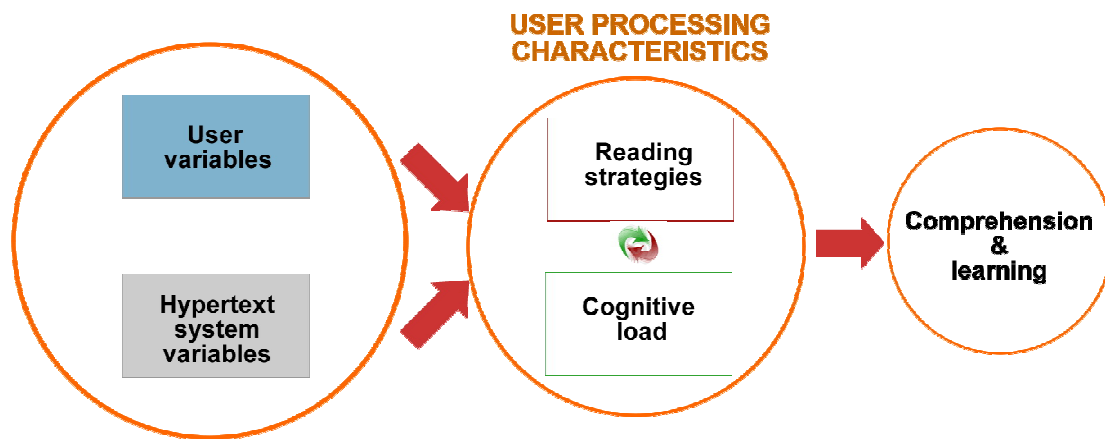 USER PROCESSING
CHARACTERISTICS
User
variables
Hypertext
system
variables
Reading
strategies
Cognitive
load
Comprehension
&
learning